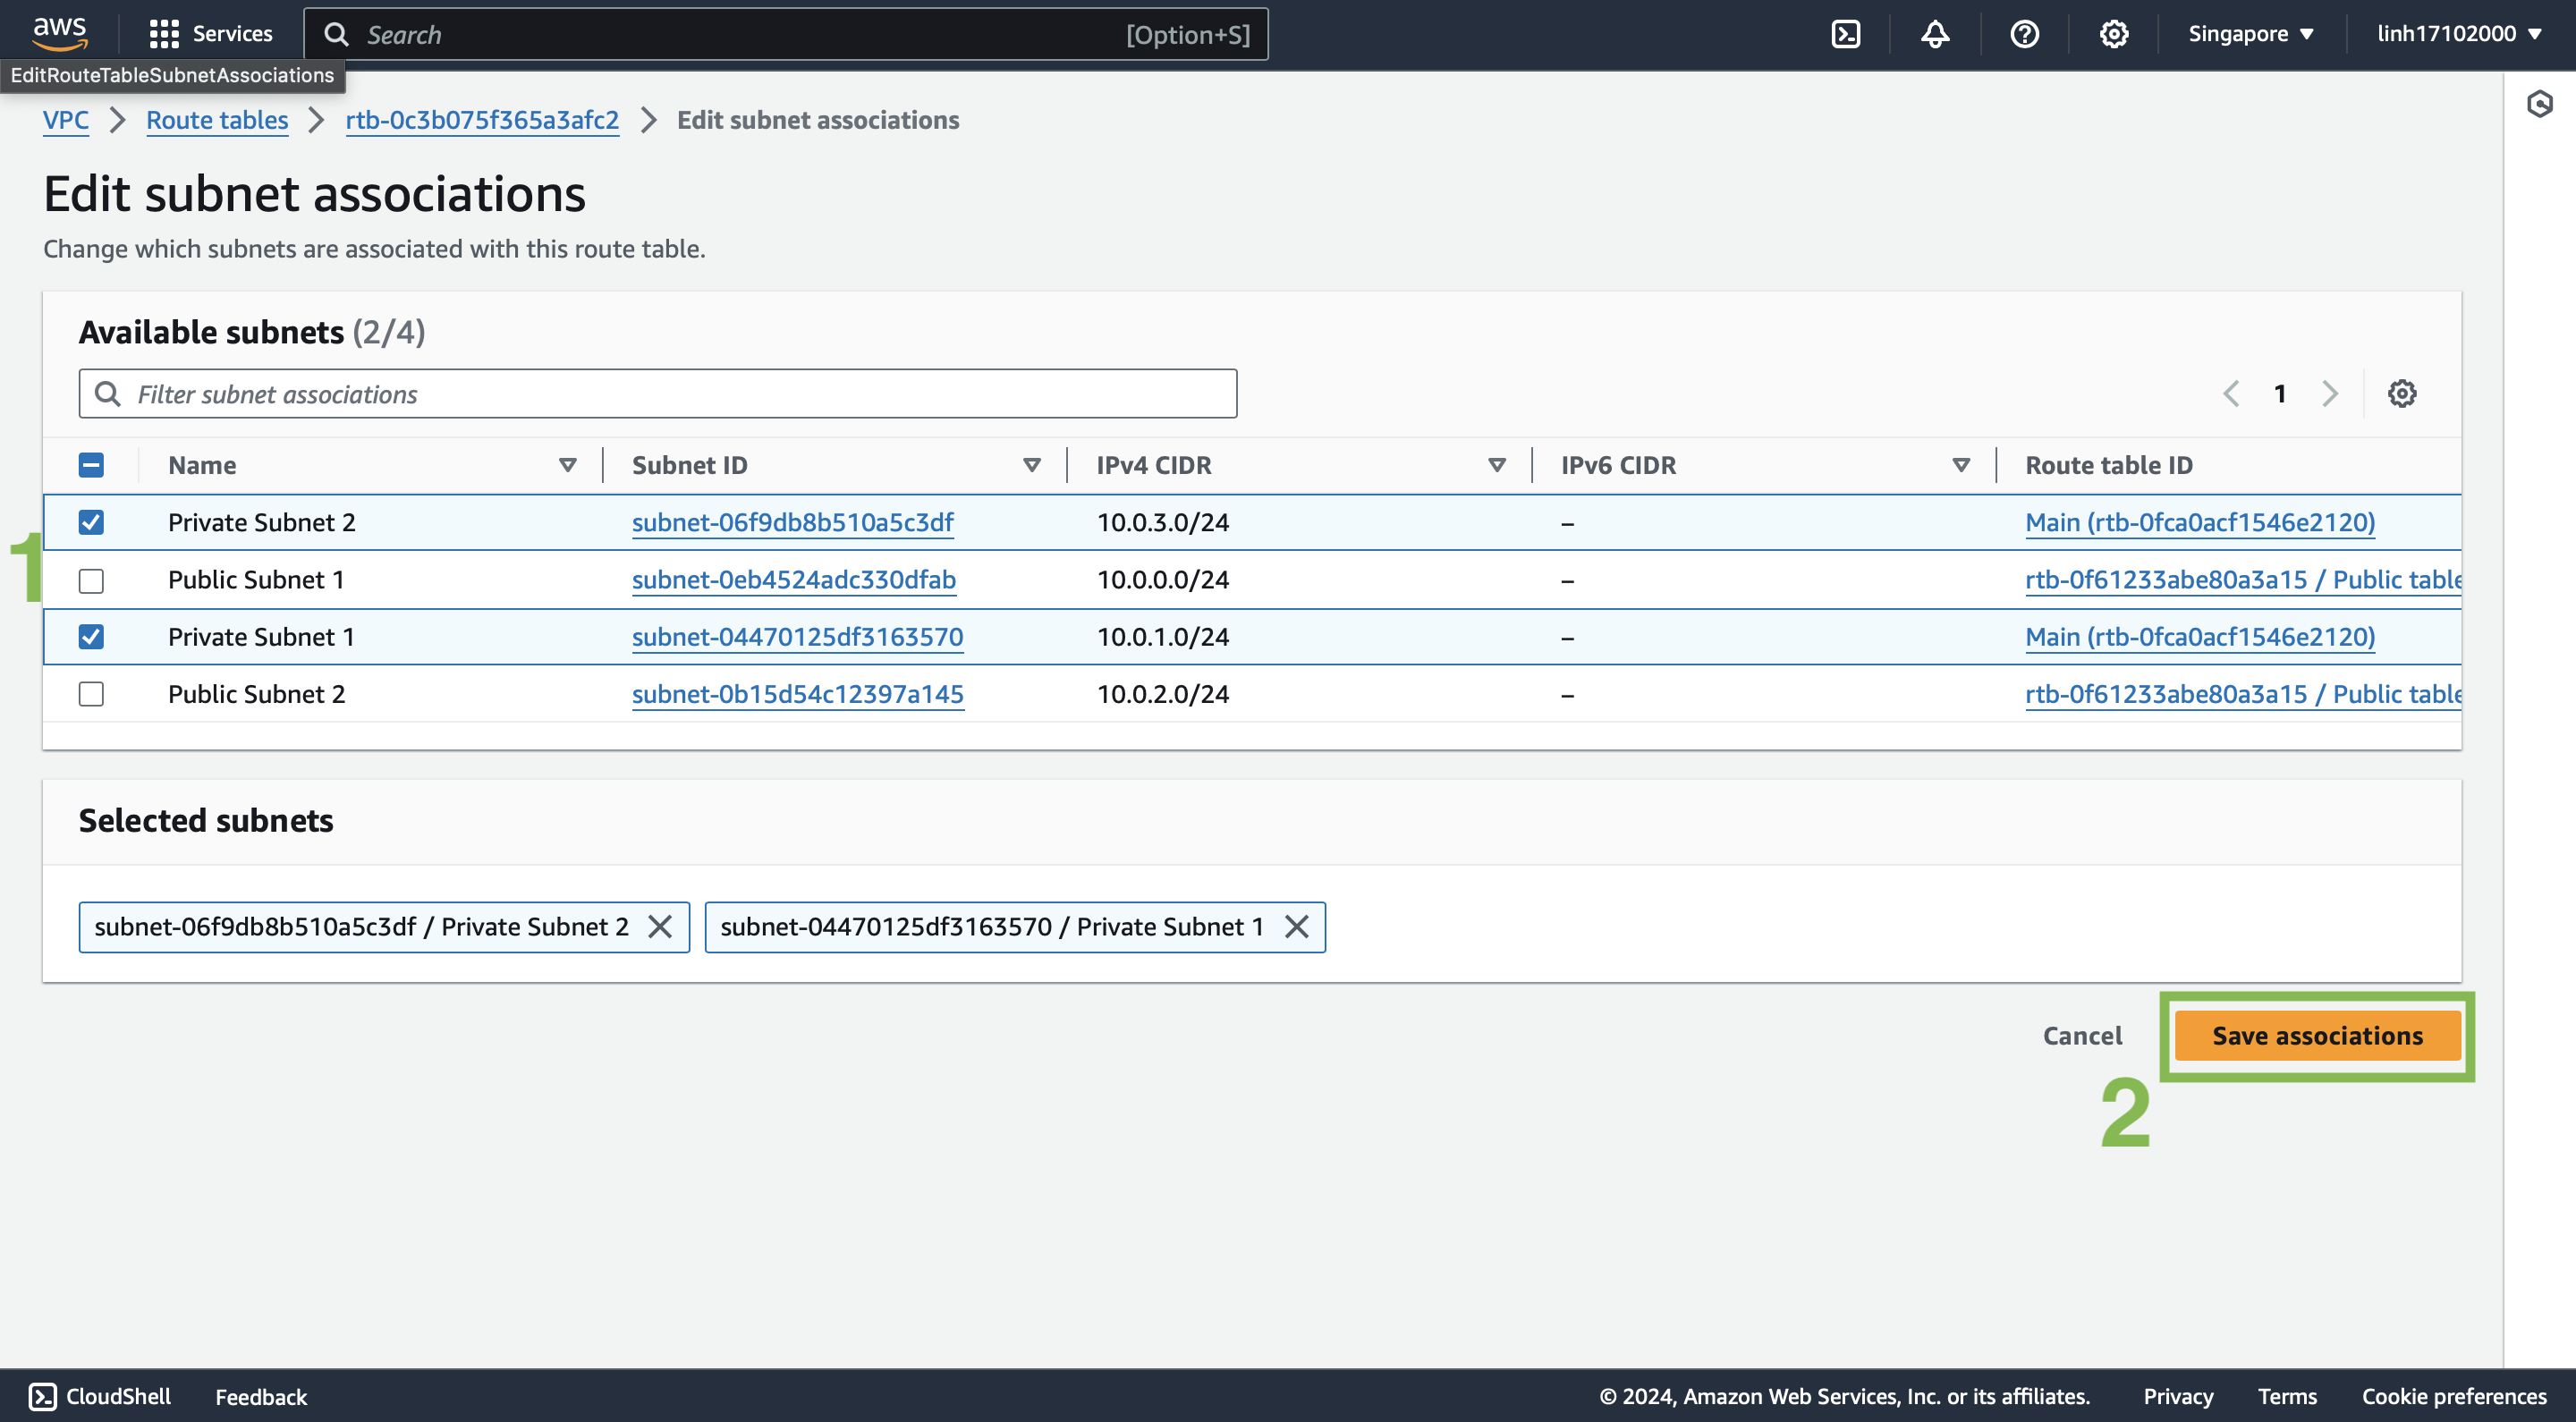 aws Services Search [Option+S] Singapore linh17102000
EditRouteTableSubnetAssociations
VPC Route tables rtb-0c3b075f365a3afc2 Edit subnet associations
Edit subnet associations
Change which subnets are associated with this route table.
Available subnets (2/4)
Filter subnet associations 1
Name Subnet ID IPv4 CIDR IPv6 CIDR Route table ID
Private Subnet 2 subnet-06f9db8b510a5c3df 10.0.3.0/24 – Main (rtb-0fca0acf1546e2120)
1
Public Subnet 1 subnet-0eb4524adc330dfab 10.0.0.0/24 – rtb-0f61233abe80a3a15 / Public table
Private Subnet 1 subnet-04470125df3163570 10.0.1.0/24 – Main (rtb-0fca0acf1546e2120)
Public Subnet 2 subnet-0b15d54c12397a145 10.0.2.0/24 – rtb-0f61233abe80a3a15 / Public table
Selected subnets
subnet-06f9db8b510a5c3df / Private Subnet 2 subnet-04470125df3163570 / Private Subnet 1
Cancel Save associations
2
CloudShell Feedback © 2024, Amazon Web Services, Inc. or its affiliates. Privacy Terms Cookie preferences